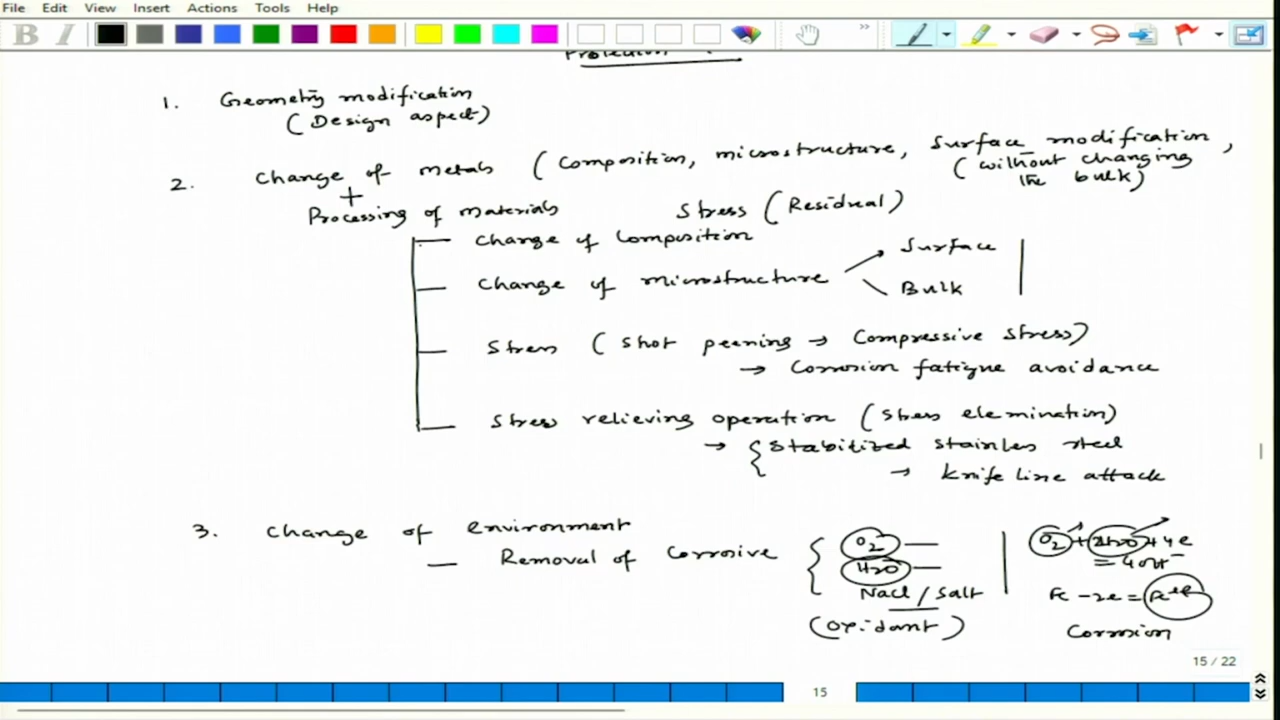 File Edit View Insert Actions Tools Help
B I
Protection
1. Geometry modification
(Design aspect)
2. Change of metals (Composition, microstructure, Surface modification,
(without changing
the bulk)
+
Processing of materials Stress (Residual)
Change of Composition
Change of microstructure Surface
Bulk
Stress (Shot peening → Compressive stress)
→ Corrosion fatigue avoidance
Stress relieving operation (Stress elemination)
→ { Stabilized stainless steel
→ Knife line attack
3. Change of environment
— Removal of Corrosive { O2 —
H2O —
NaCl / Salt
(Oxidant)
O2 + 2H2O + 4e
= 4OH-
Fe - 2e = Fe+2
Corrosion
15 / 22
15